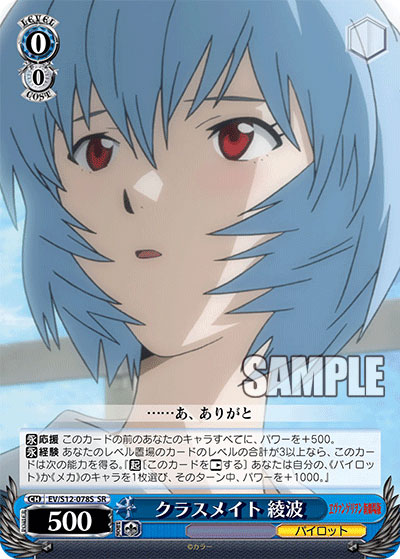 LEVEL
0
0
COST
SAMPLE
……あ、ありがと
永 応援 このカードの前のあなたのキャラすべてに、パワーを+500。
永 経験 あなたのレベル置場のカードのレベルの合計が3以上なら、このカー
ドは次の能力を得る。『起［このカードを する］ あなたは自分の、《パイロッ
ト》か《メカ》のキャラを1枚選び、そのターン中、パワーを+1000。』
CH EV/S12-078S SR
POWER
500
クラスメイト 綾波
パイロット
©カラー